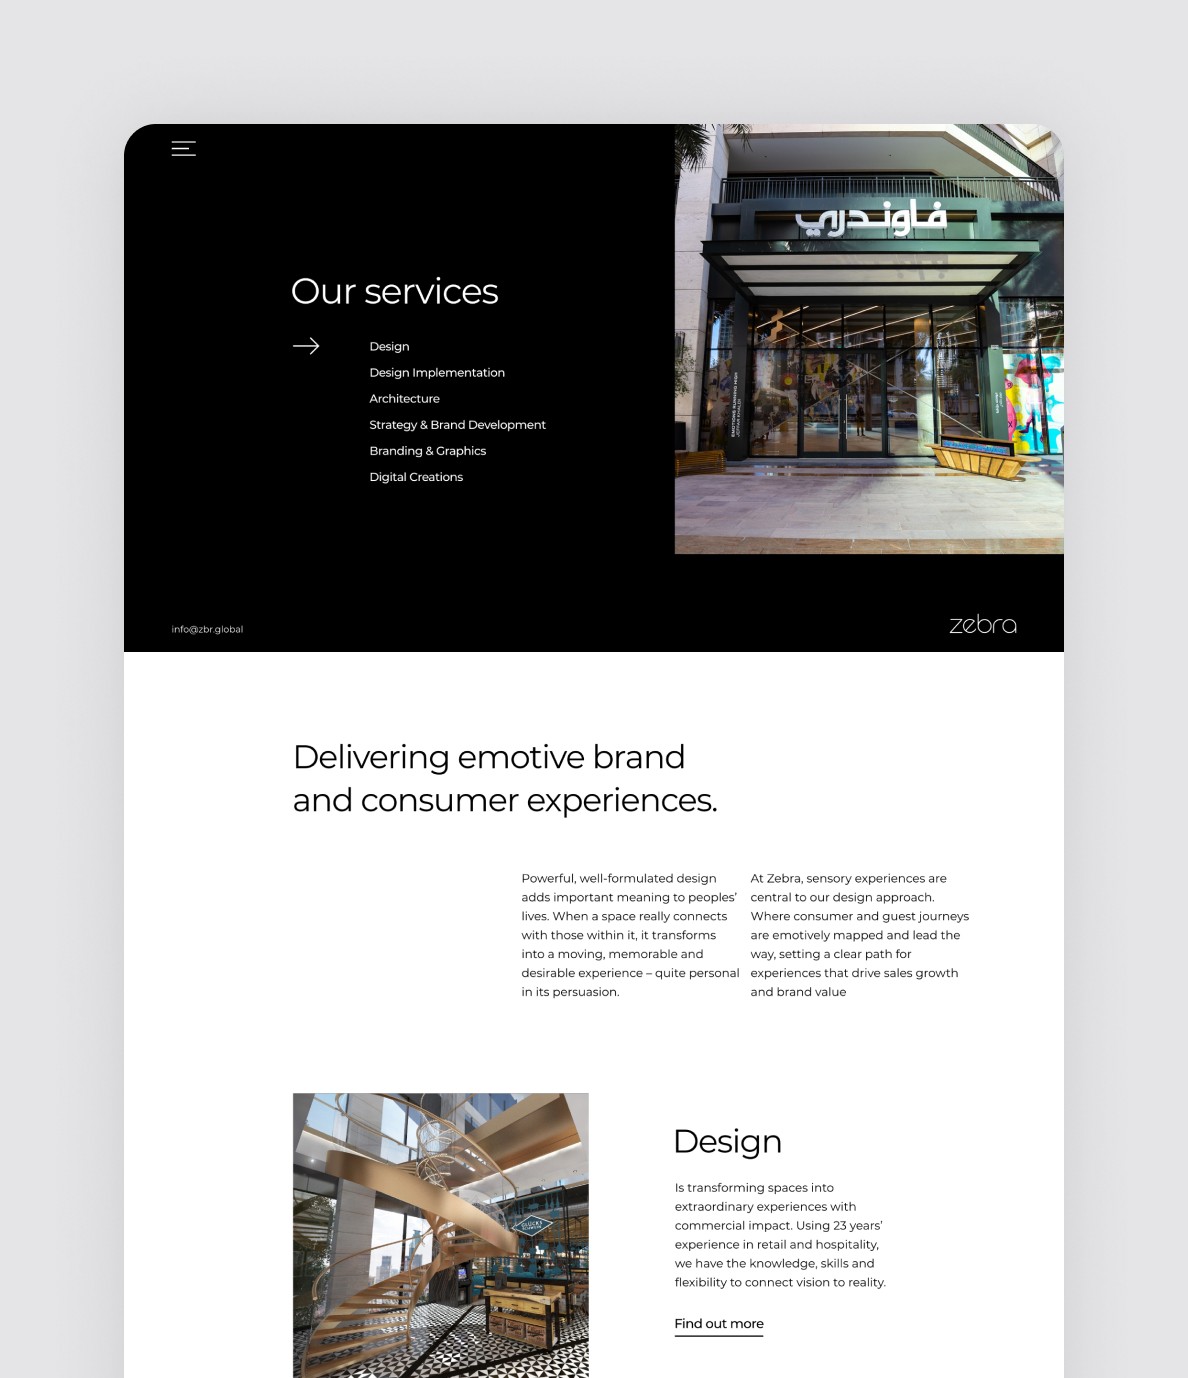 فاوندري
Our services
Design
Design Implementation
Architecture
Strategy & Brand Development
Branding & Graphics
Digital Creations
info@zbr.global
zebra
Delivering emotive brand
and consumer experiences.
Powerful, well-formulated design
adds important meaning to peoples’
lives. When a space really connects
with those within it, it transforms
into a moving, memorable and
desirable experience – quite personal
in its persuasion.
At Zebra, sensory experiences are
central to our design approach.
Where consumer and guest journeys
are emotively mapped and lead the
way, setting a clear path for
experiences that drive sales growth
and brand value
Design
Is transforming spaces into
extraordinary experiences with
commercial impact. Using 23 years’
experience in retail and hospitality,
we have the knowledge, skills and
flexibility to connect vision to reality.
Find out more